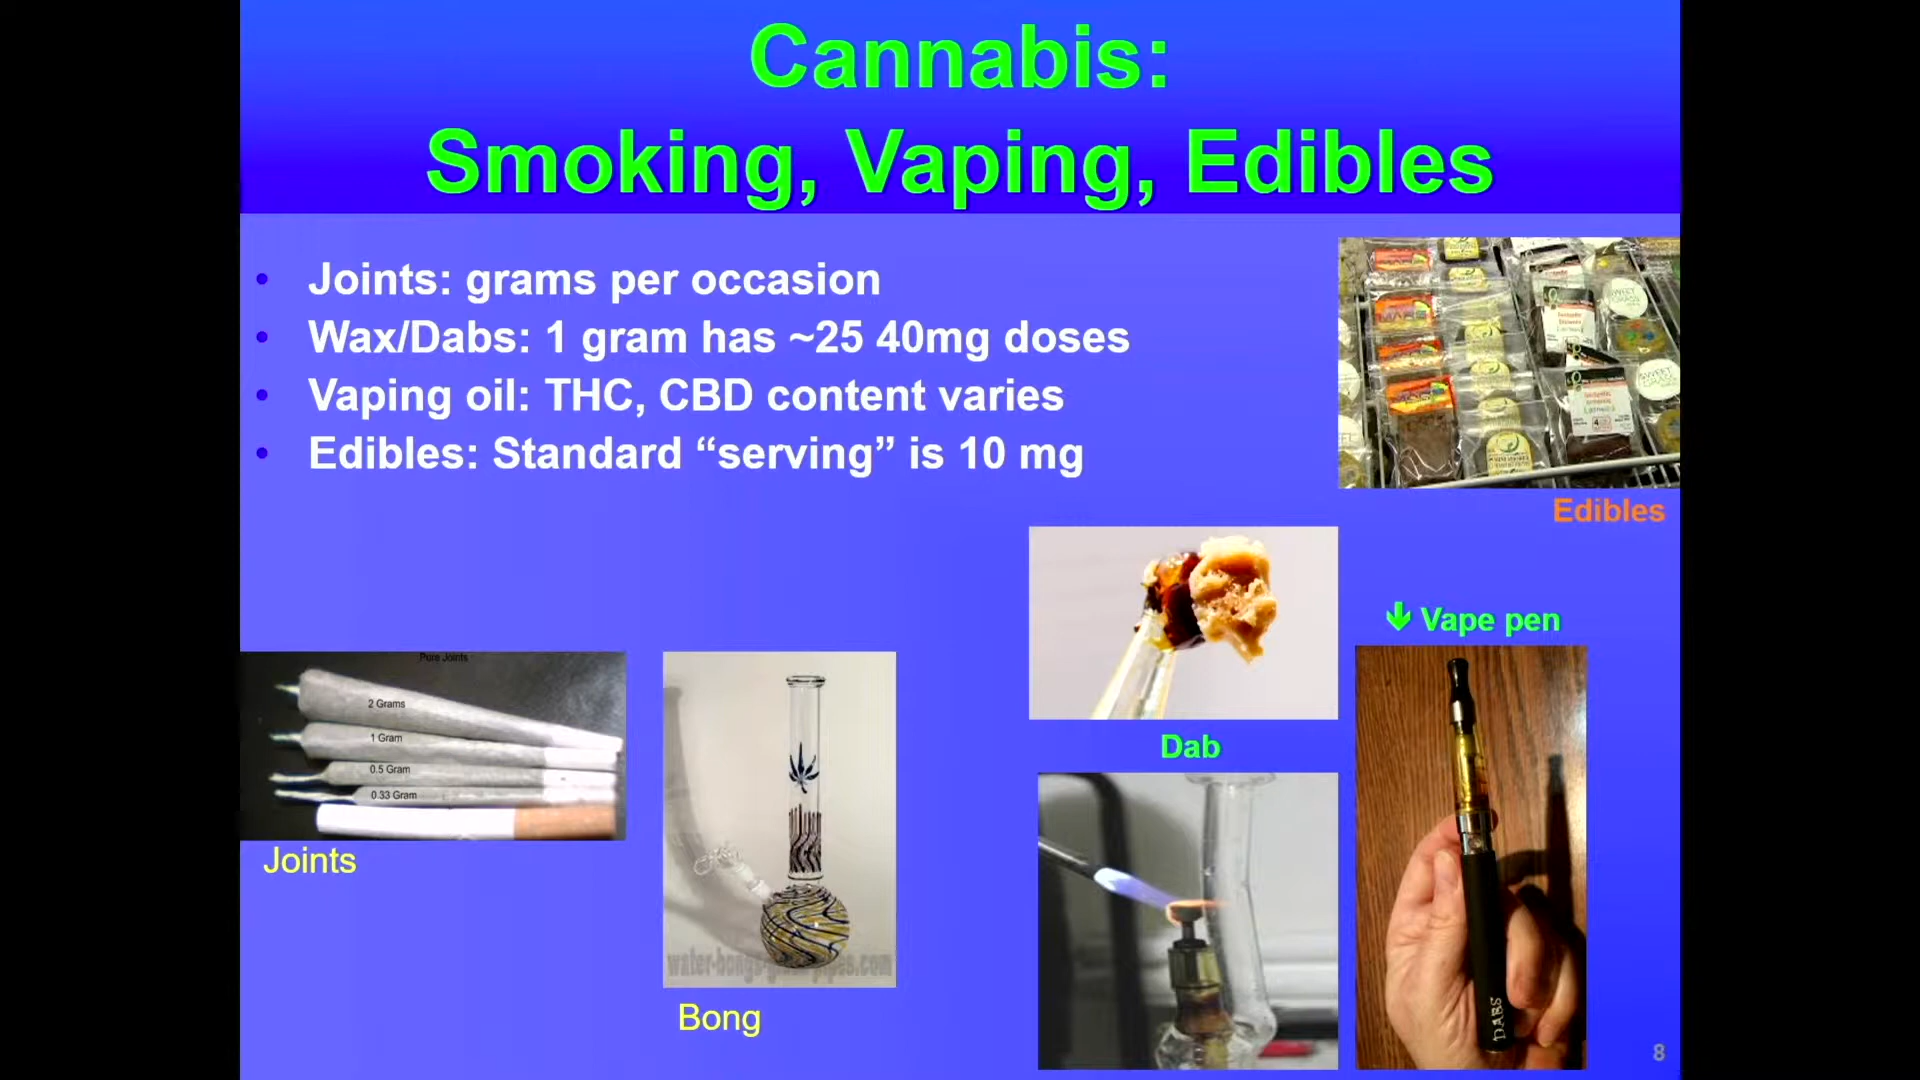 Cannabis:
Smoking, Vaping, Edibles
• Joints: grams per occasion
• Wax/Dabs: 1 gram has ~25 40mg doses
• Vaping oil: THC, CBD content varies
• Edibles: Standard “serving” is 10 mg
Edibles
🡫 Vape pen
Pure Joints
2 Grams
1 Gram
0.5 Gram
0.33 Gram
Joints
Bong
Dab
DABS
8